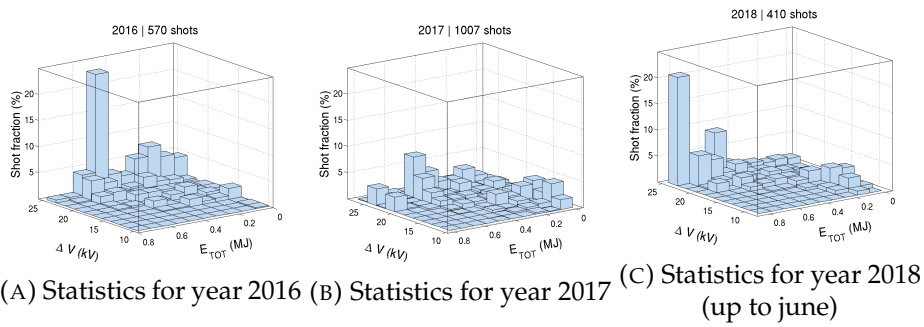 2016 | 570 shots
Shot fraction (%)
20
15
10
5
25
20
15
10
Δ V (kV)
0.8
0.6
0.4
0.2
0
E_TOT (MJ)
2017 | 1007 shots
Shot fraction (%)
20
15
10
5
25
20
15
10
Δ V (kV)
0.8
0.6
0.4
0.2
0
E_TOT (MJ)
2018 | 410 shots
Shot fraction (%)
20
15
10
5
25
20
15
10
Δ V (kV)
0.8
0.6
0.4
0.2
0
E_TOT (MJ)
(A) Statistics for year 2016
(B) Statistics for year 2017
(C) Statistics for year 2018
(up to june)